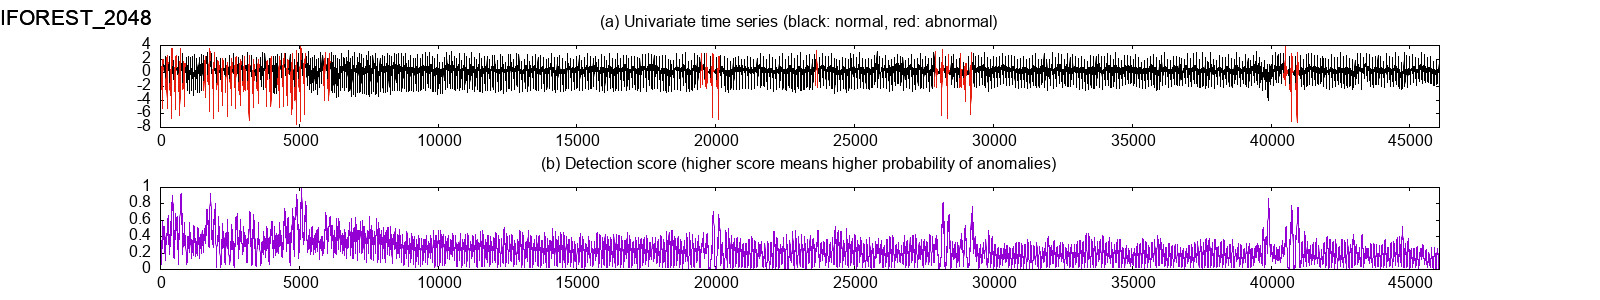 IFOREST_2048
(a) Univariate time series (black: normal, red: abnormal)
4
2
0
-2
-4
-6
-8
0 5000 10000 15000 20000 25000 30000 35000 40000 45000
(b) Detection score (higher score means higher probability of anomalies)
1
0.8
0.6
0.4
0.2
0
0 5000 10000 15000 20000 25000 30000 35000 40000 45000